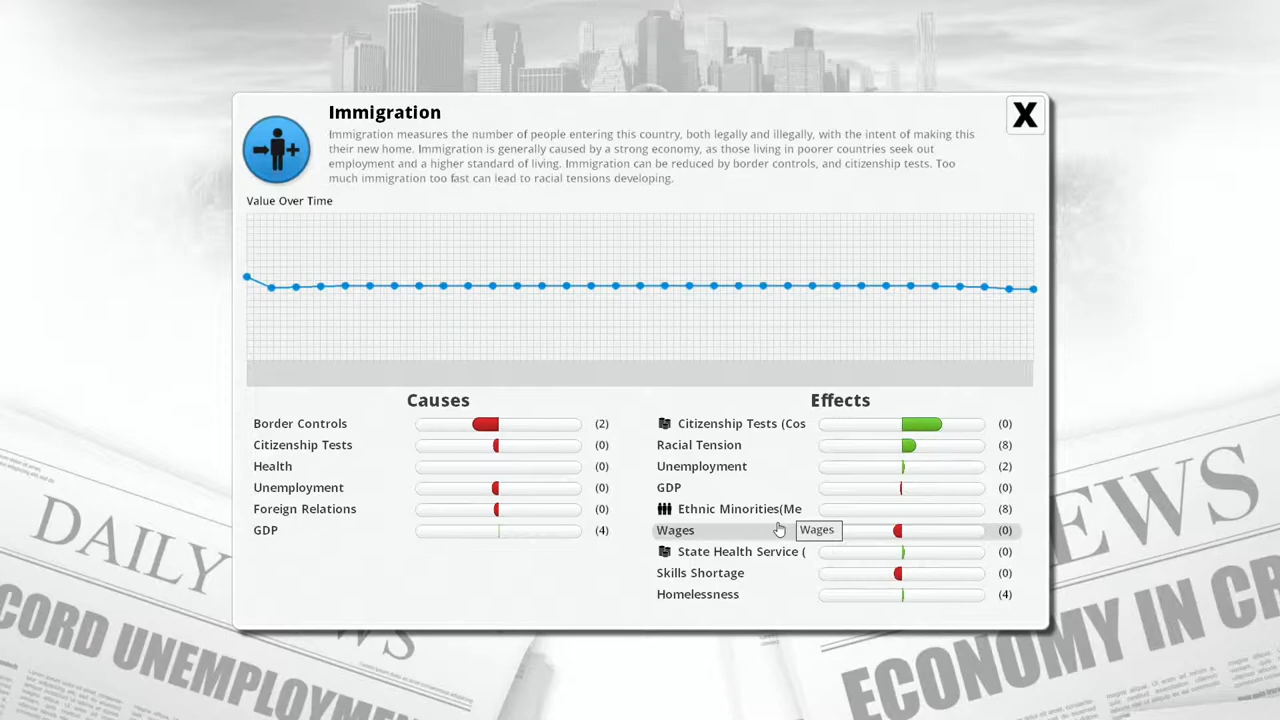 Immigration
X
Immigration measures the number of people entering this country, both legally and illegally, with the intent of making this
their new home. Immigration is generally caused by a strong economy, as those living in poorer countries seek out
employment and a higher standard of living. Immigration can be reduced by border controls, and citizenship tests. Too
much immigration too fast can lead to racial tensions developing.
Value Over Time
Causes
Border Controls (2)
Citizenship Tests (0)
Health (0)
Unemployment (0)
Foreign Relations (0)
GDP (4)
Effects
Citizenship Tests (Cos (0)
Racial Tension (8)
Unemployment (2)
GDP (0)
Ethnic Minorities(Me (8)
Wages Wages (0)
State Health Service ( (0)
Skills Shortage (0)
Homelessness (4)
DAILY
NEWS
CORD UNEMPLOYM
NEWS
ECONOMY IN CR